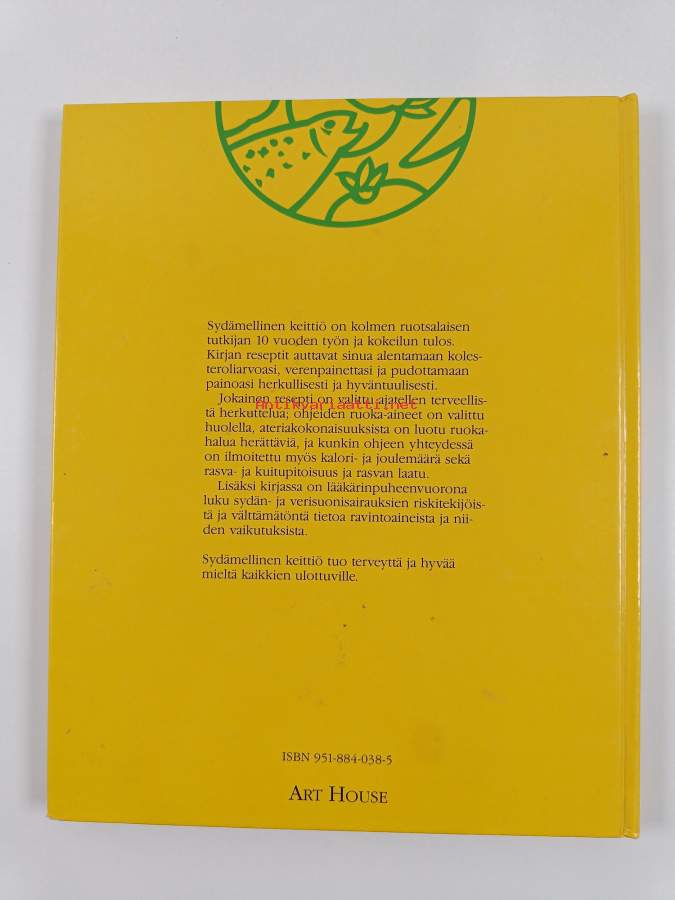 Sydämellinen keittiö on kolmen ruotsalaisen
tutkijan 10 vuoden työn ja kokeilun tulos.
Kirjan reseptit auttavat sinua alentamaan koles-
teroliarvoasi, verenpainettasi ja pudottamaan
painoasi herkullisesti ja hyväntuulisesti.
Jokainen resepti on valittu ajatellen terveellis-
Antikvariaattiin.net
tä herkuttelua; ohjeiden ruoka-aineet on valittu
huolella, ateriakokonaisuuksista on luotu ruoka-
halua herättäviä, ja kunkin ohjeen yhteydessä
on ilmoitettu myös kalori- ja joulemäärä sekä
rasva- ja kuitupitoisuus ja rasvan laatu.
Lisäksi kirjassa on lääkärinpuheenvuorona
luku sydän- ja verisuonisairauksien riskitekijöis-
tä ja välttämätöntä tietoa ravintoaineista ja nii-
den vaikutuksista.
Sydämellinen keittiö tuo terveyttä ja hyvää
mieltä kaikkien ulottuville.
ISBN 951-884-038-5
ART HOUSE